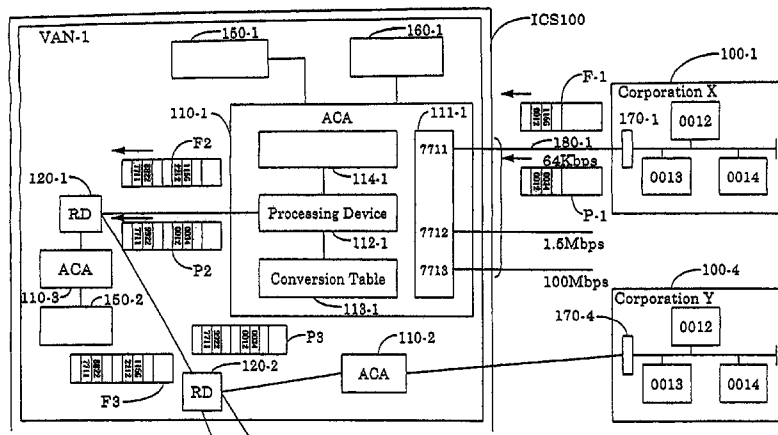 VAN-1
150-1
160-1
ICS100
100-1
F-1
Corporation X
110-1
111-1
ACA
170-1
0012
F2
7711
180-1
64Kbps
114-1
0013
0014
120-1
RD
Processing Device
P-1
112-1
7712
1.5Mbps
ACA
P2
Conversion Table
7713
100Mbps
100-4
110-3
150-2
113-1
Corporation Y
170-4
0012
P3
110-2
ACA
120-2
0013
0014
F3
RD